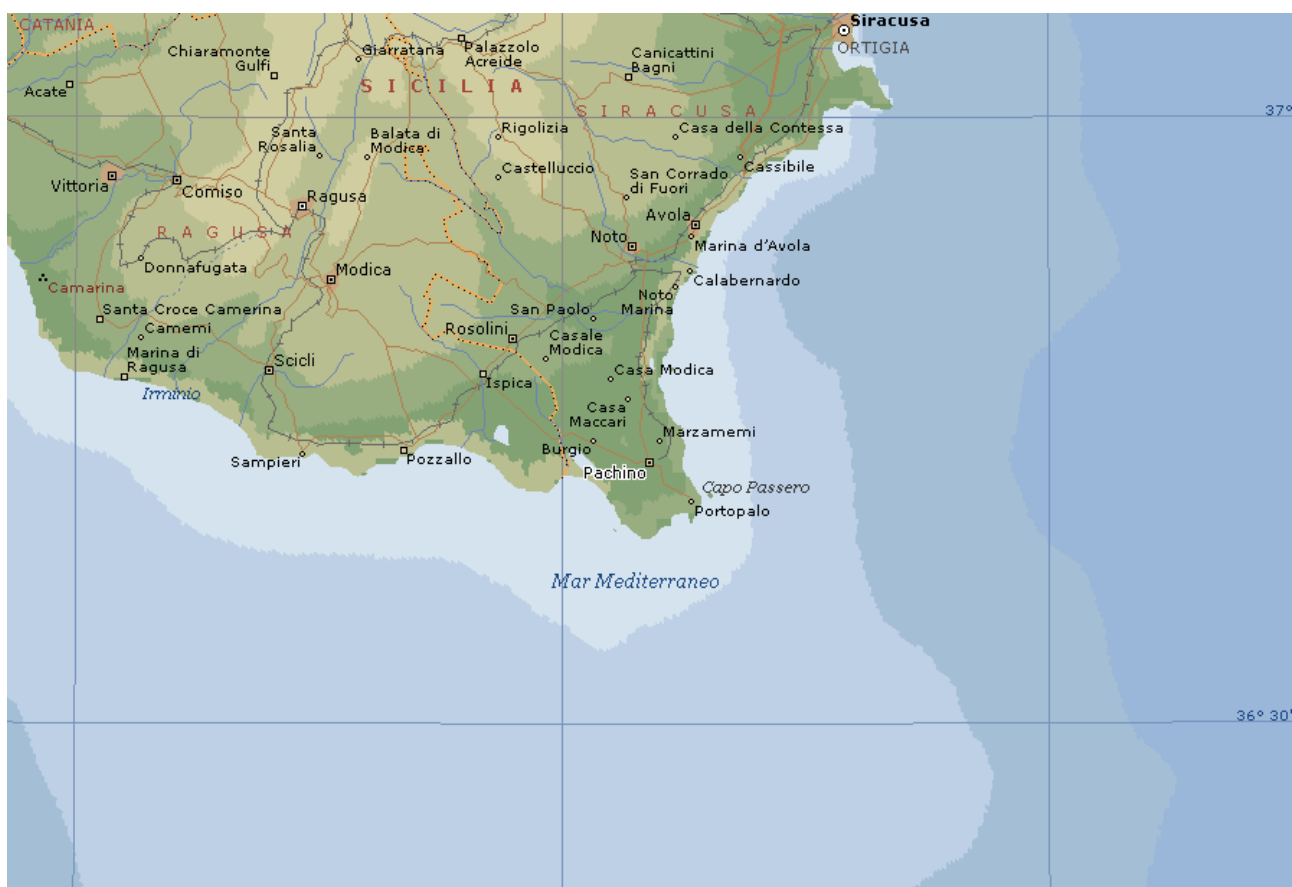 CATANIA
Siracusa
ORTIGIA
Chiaramonte
Gulfi
Giarratana
Palazzolo
Acreide
Canicattini
Bagni
Acate
SICILIA
SIRACUSA
37°
Santa
Rosalia
Balata di
Modica
Rigolizia
Casa della Contessa
Castelluccio
Cassibile
San Corrado
di Fuori
Vittoria
Comiso
Ragusa
Avola
RAGUSA
Noto
Marina d'Avola
Donnafugata
Modica
Camarina
Calabernardo
Noto
Marina
Santa Croce Camerina
San Paolo
Camemi
Rosolini
Casale
Modica
Marina di
Ragusa
Scicli
Casa Modica
Ispica
Irminio
Casa
Maccari
Marzamemi
Burgio
Sampieri
Pozzallo
Pachino
Capo Passero
Portopalo
Mar Mediterraneo
36° 30'